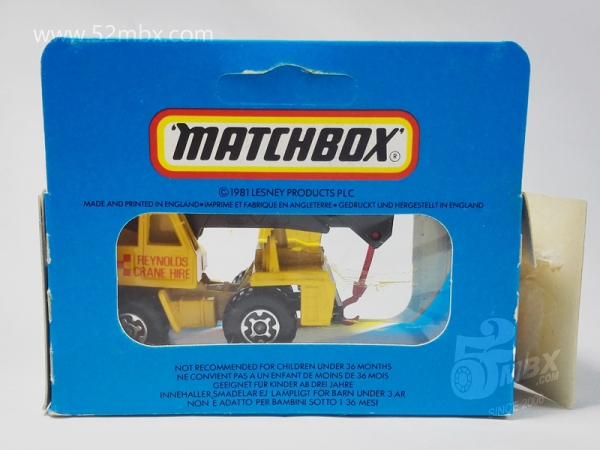 www.52mbx.com
"MATCHBOX" ®
© 1981 LESNEY PRODUCTS PLC
MADE AND PRINTED IN ENGLAND • IMPRIME ET FABRIQUE EN ANGLETERRE • GEDRUCKT UND HERGESTELLT IN ENGLAND
REYNOLDS
CRANE HIRE
NOT RECOMMENDED FOR CHILDREN UNDER 36 MONTHS
NE CONVIENT PAS A UN ENFANT DE MOINS DE 36 MOIS
GEEIGNET FÜR KINDER AB DREI JAHRE
INNEHALLER SMADELAR EJ LAMPLIGT FOR BARN UNDER 3 AR
NON E ADATTO PER BAMBINI SOTTO I 36 MESI
52
MBX
.COM
SINCE 2006